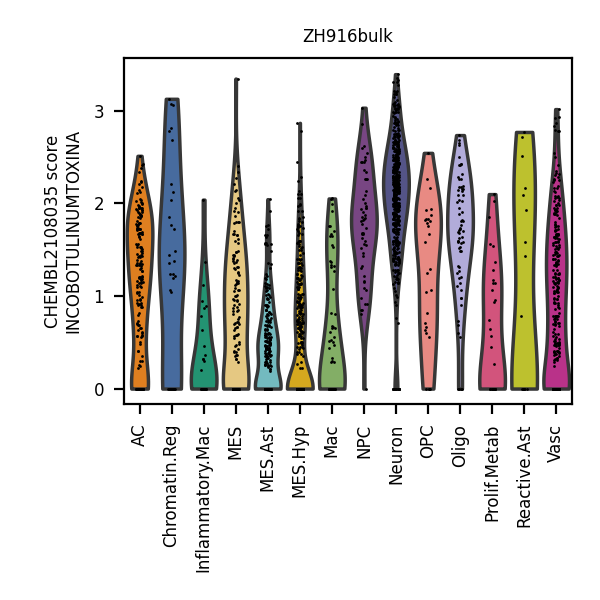 ZH916bulk
CHEMBL2108035 score
INCOBOTULINUMTOXINA
3
2
1
0
AC
Chromatin.Reg
Inflammatory.Mac
MES
MES.Ast
MES.Hyp
Mac
NPC
Neuron
OPC
Oligo
Prolif.Metab
Reactive.Ast
Vasc